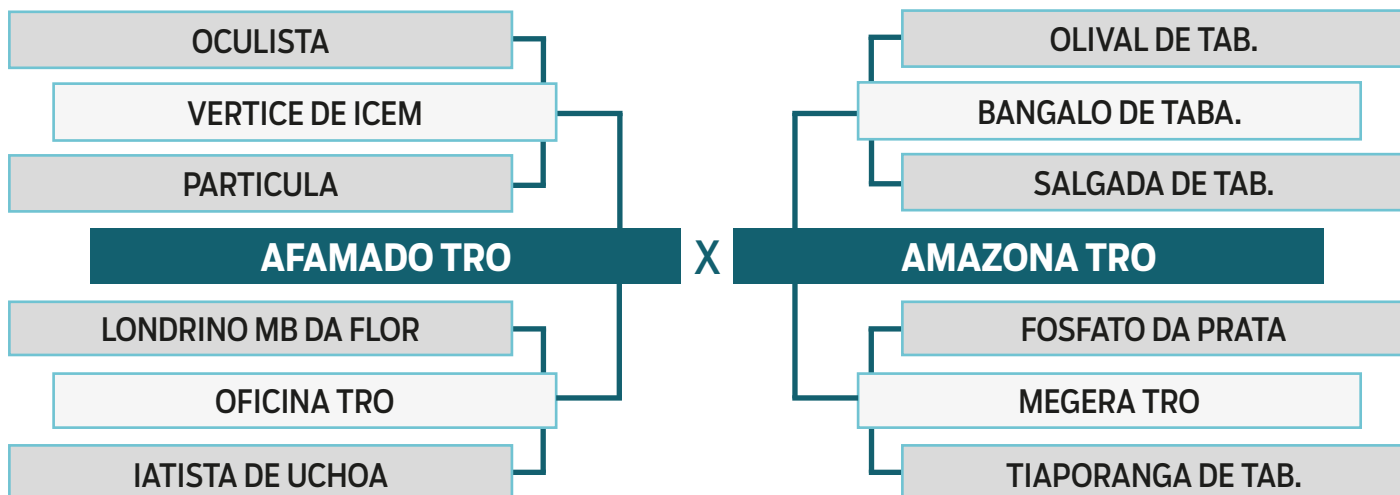 OCULISTA
VERTICE DE ICEM
PARTICULA
AFAMADO TRO
LONDRINO MB DA FLOR
OFICINA TRO
IATISTA DE UCHOA
X
OLIVAL DE TAB.
BANGALO DE TABA.
SALGADA DE TAB.
AMAZONA TRO
FOSFATO DA PRATA
MEGERA TRO
TIAPORANGA DE TAB.